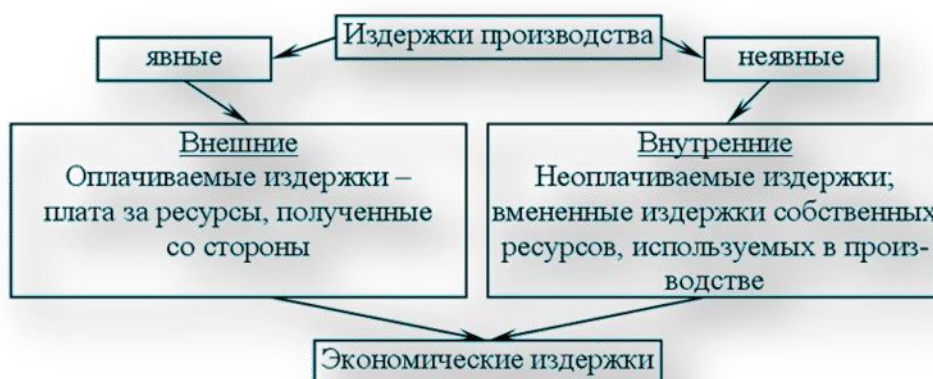 Издержки производства
явные
неявные
Внешние
Оплачиваемые издержки –
плата за ресурсы, полученные
со стороны
Внутренние
Неоплачиваемые издержки;
вмененные издержки собственных
ресурсов, используемых в произ-
водстве
Экономические издержки